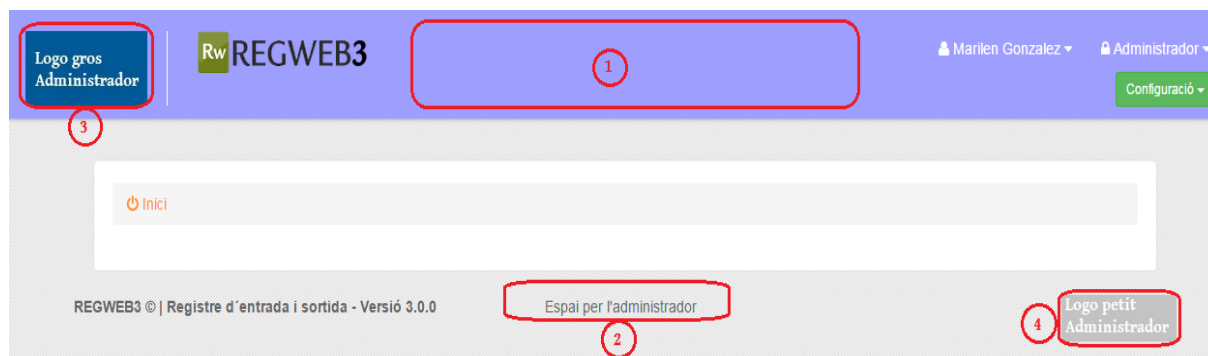 Logo gros
Administrador
3
Rw REGWEB3
1
Marilen Gonzalez
Administrador
Configuració
Inici
REGWEB3 © | Registre d´entrada i sortida - Versió 3.0.0
Espai per l'administrador
2
4
Logo petit
Administrador